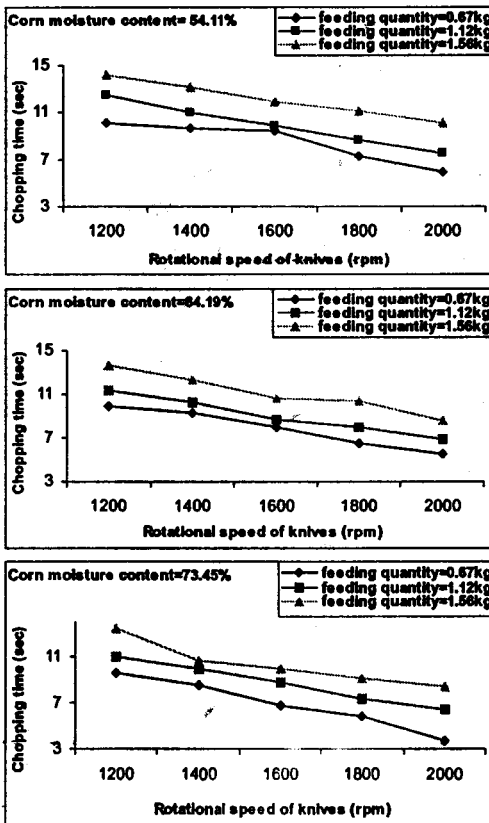 Corn moisture content= 54.11%
feeding quantity=0.67kg
feeding quantity=1.12kg
feeding quantity=1.56kg
Chopping time (sec)
15
11
7
3
1200 1400 1600 1800 2000
Rotational speed of knives (rpm)
Corn moisture content=64.19%
feeding quantity=0.67kg
feeding quantity=1.12kg
feeding quantity=1.56kg
Chopping time (sec)
15
11
7
3
1200 1400 1600 1800 2000
Rotational speed of knives (rpm)
Corn moisture content=73.45%
feeding quantity=0.67kg
feeding quantity=1.12kg
feeding quantity=1.56kg
Chopping time (sec)
11
7
3
1200 1400 1600 1800 2000
Rotational speed of knives (rpm)